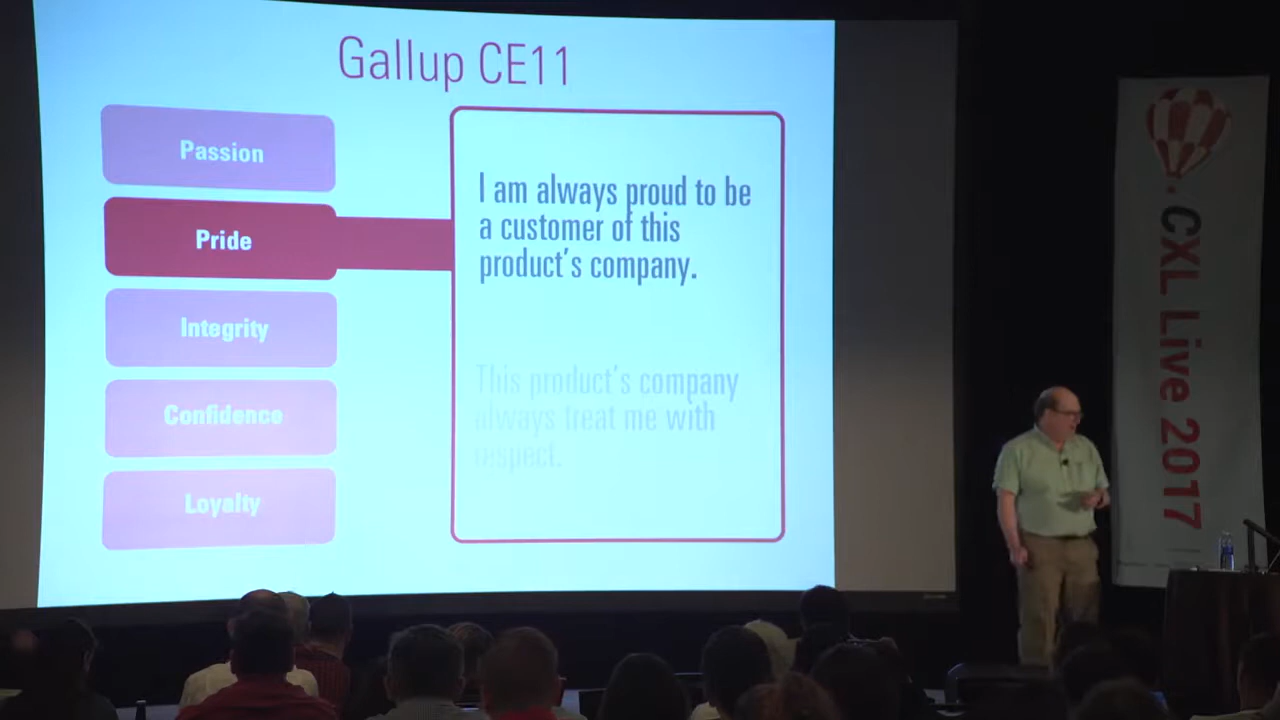 Gallup CE11
Passion
Pride
Integrity
Confidence
Loyalty
I am always proud to be
a customer of this
product's company.
This product's company
always treat me with
respect.
CXL Live 2017